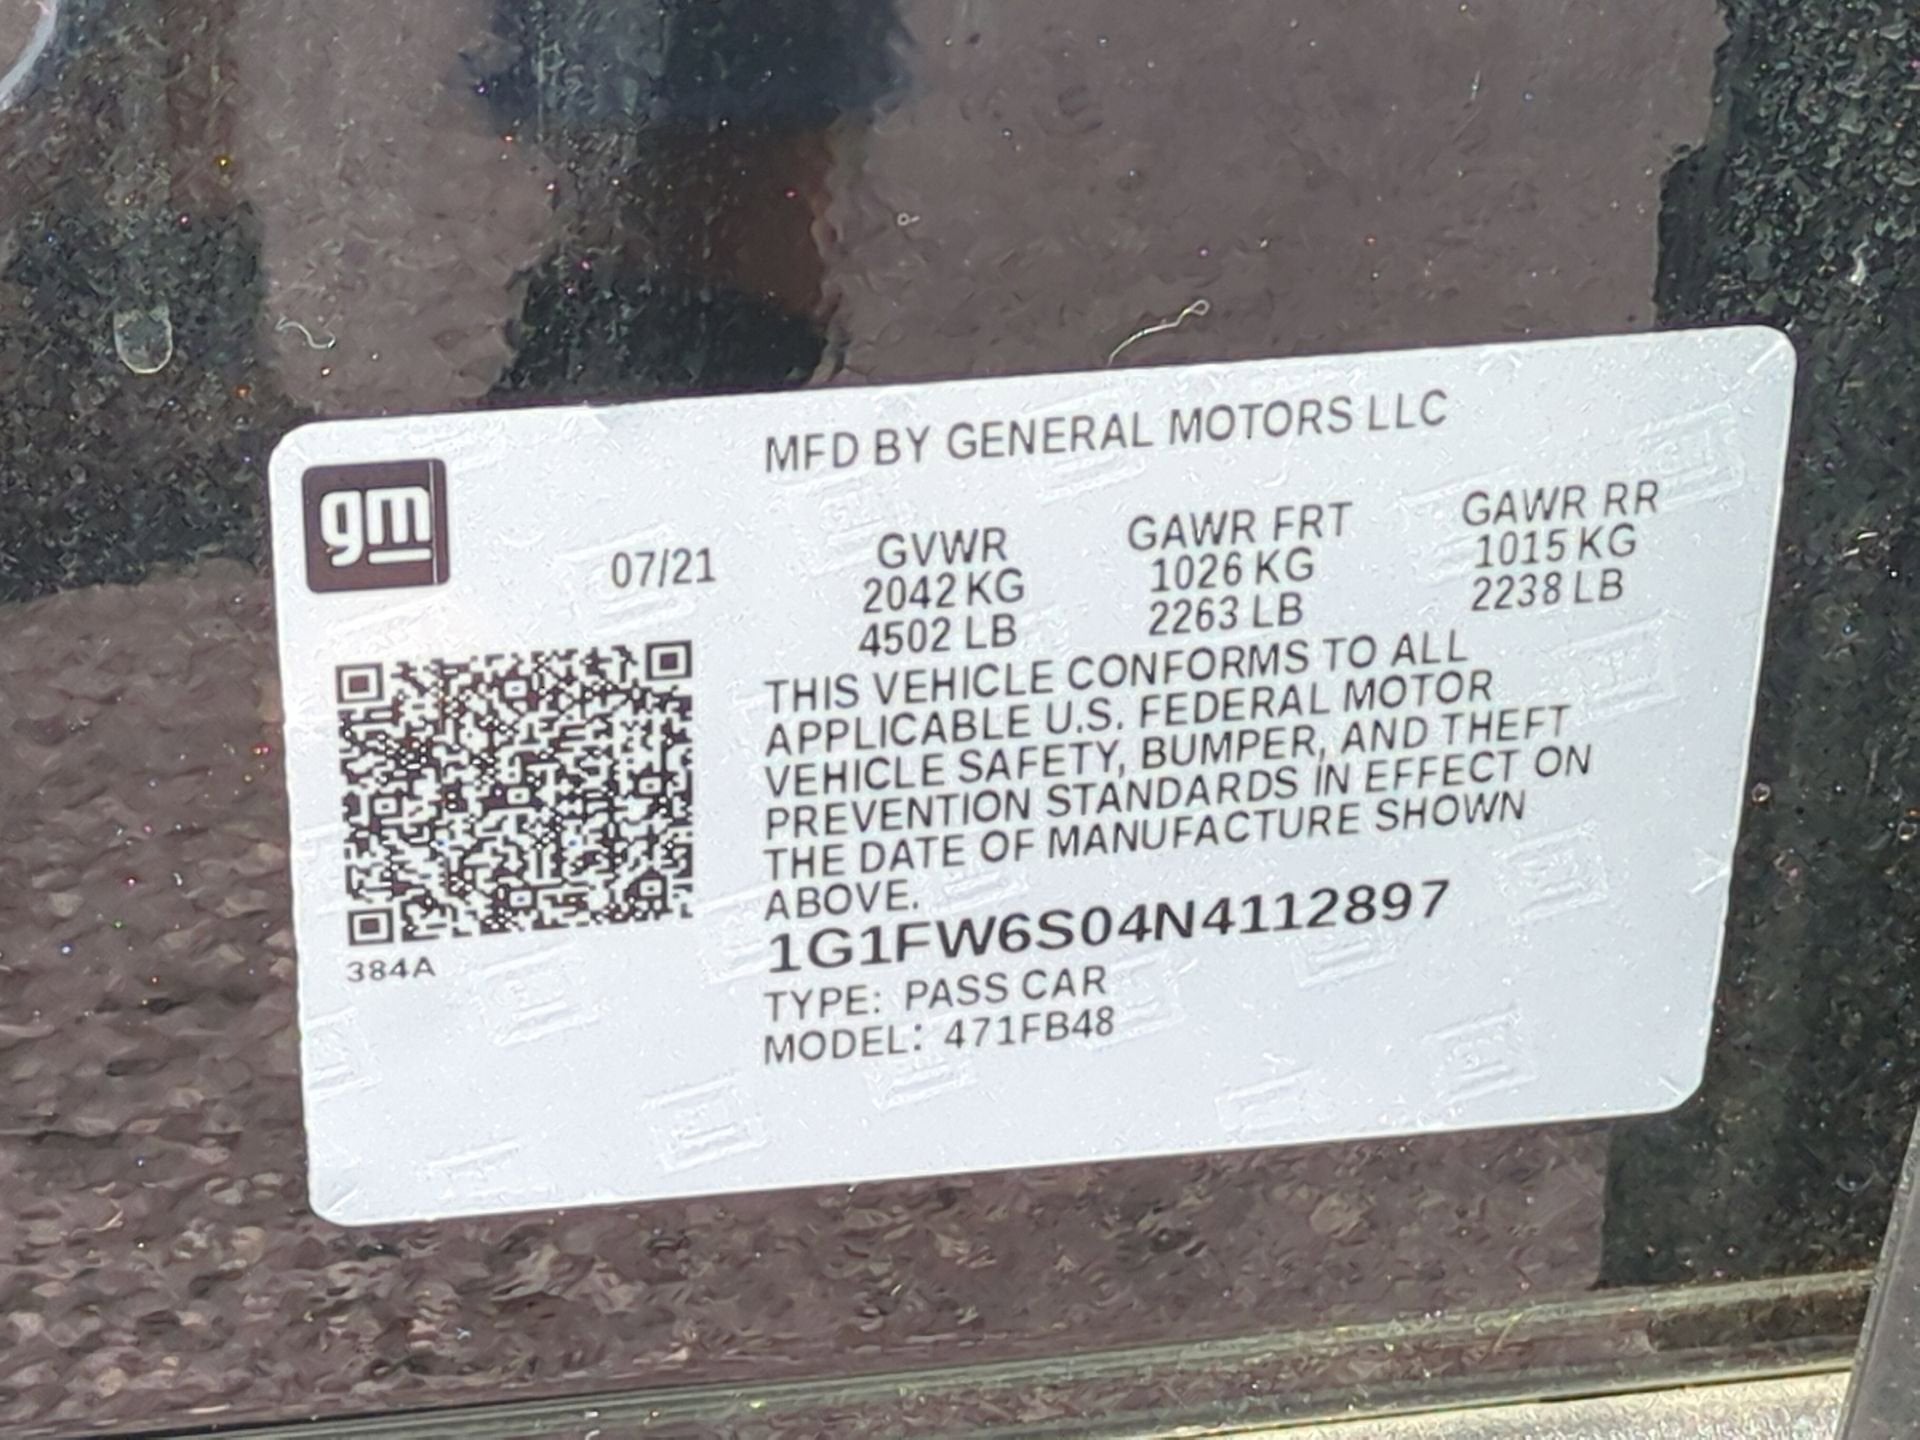 MFD BY GENERAL MOTORS LLC
gm
07/21
GVWR GAWR FRT GAWR RR
2042 KG 1026 KG 1015 KG
4502 LB 2263 LB 2238 LB
THIS VEHICLE CONFORMS TO ALL
APPLICABLE U.S. FEDERAL MOTOR
VEHICLE SAFETY, BUMPER, AND THEFT
PREVENTION STANDARDS IN EFFECT ON
THE DATE OF MANUFACTURE SHOWN
ABOVE.
1G1FW6S04N4112897
384A
TYPE: PASS CAR
MODEL: 471FB48